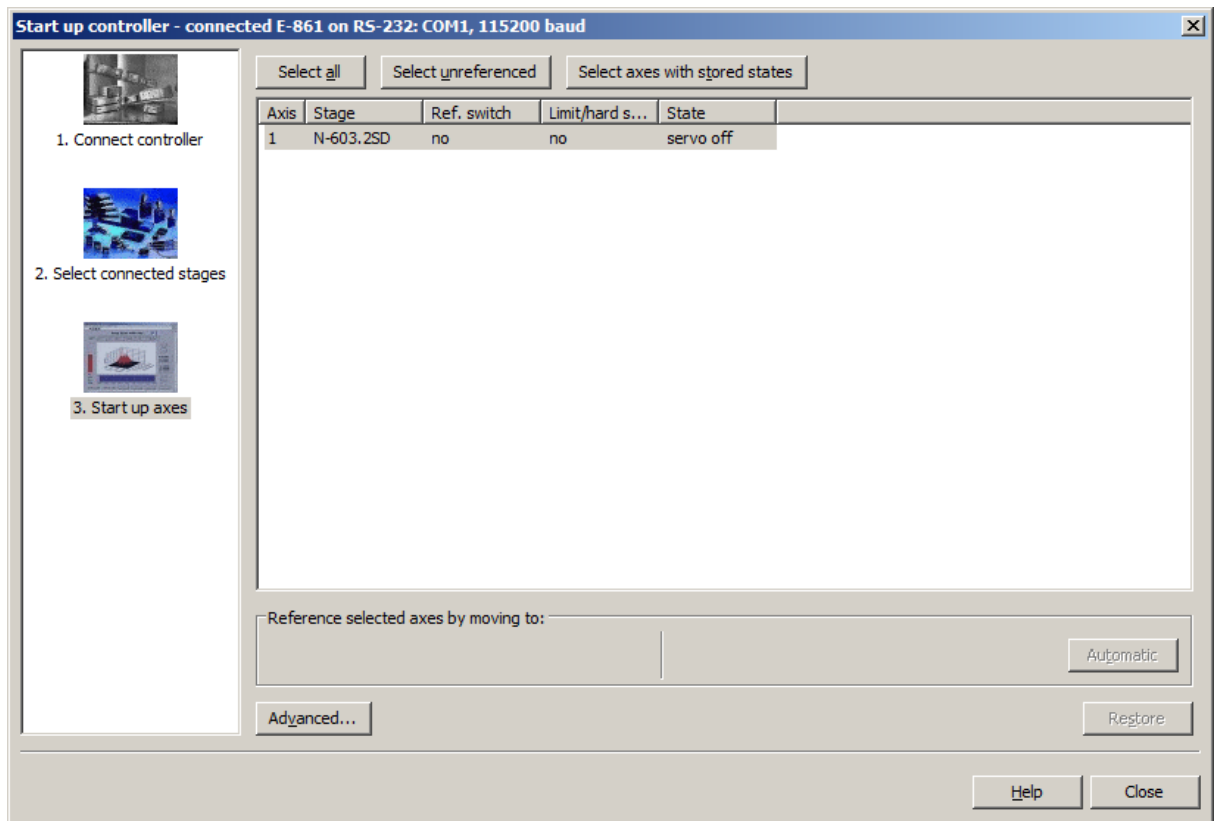 Start up controller - connected E-861 on RS-232: COM1, 115200 baud
1. Connect controller
2. Select connected stages
3. Start up axes
Select all Select unreferenced Select axes with stored states
Axis Stage Ref. switch Limit/hard s... State
1 N-603.2SD no no servo off
Reference selected axes by moving to:
Automatic
Advanced... Restore
Help Close